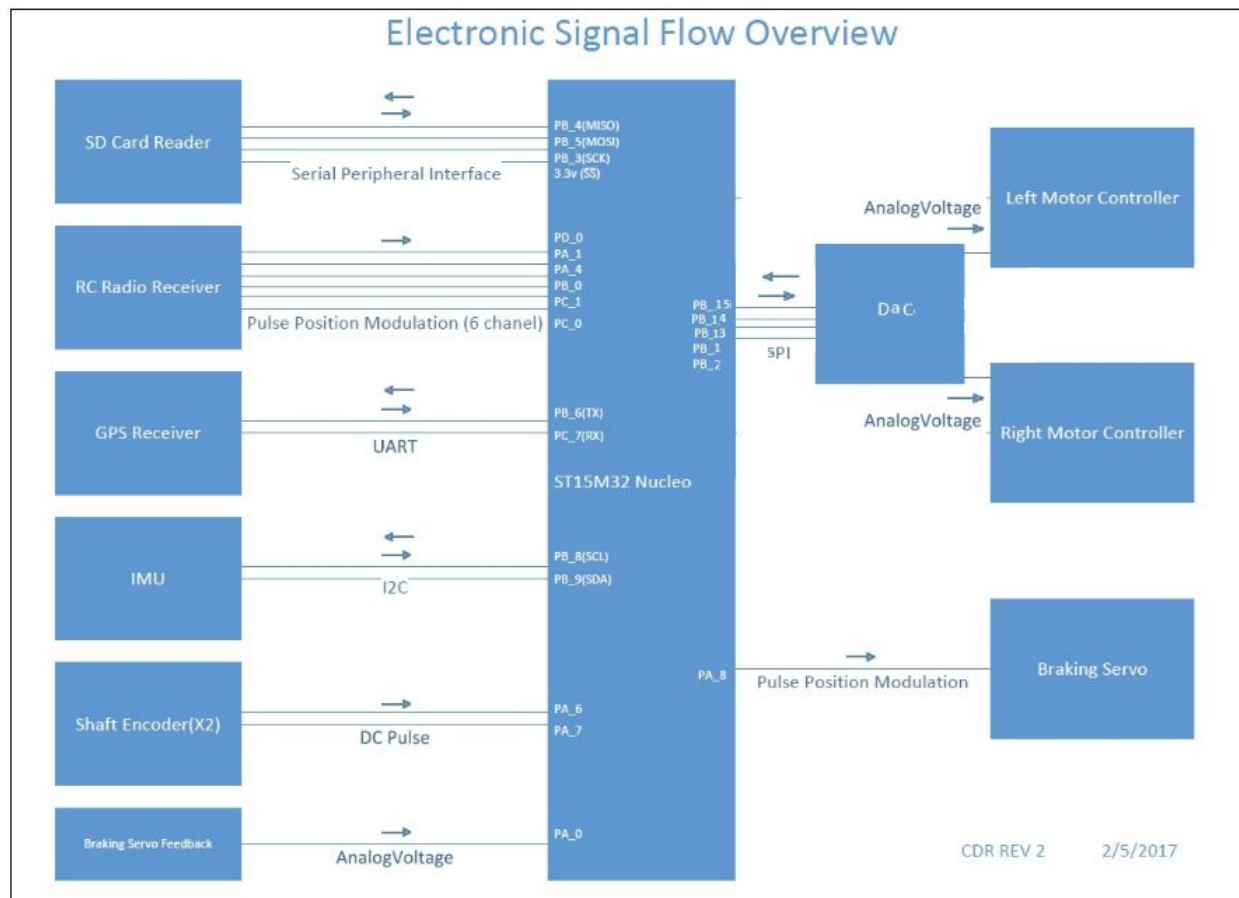 Electronic Signal Flow Overview
SD Card Reader
PB_4(MISO)
PB_5(MOSI)
PB_3(SCK)
3.3v (SS)
Serial Peripheral Interface
RC Radio Receiver
PD_0
PA_1
PA_4
PB_0
PC_1
PC_0
Pulse Position Modulation (6 chanel)
GPS Receiver
PB_6(TX)
PC_7(RX)
UART
ST15M32 Nucleo
IMU
PB_8(SCL)
PB_9(SDA)
I2C
Shaft Encoder(X2)
PA_6
PA_7
DC Pulse
Braking Servo Feedback
PA_0
AnalogVoltage
PB_15
PB_14
PB_13
PB_1
PB_2
SPI
DaC
AnalogVoltage
Left Motor Controller
AnalogVoltage
Right Motor Controller
PA_8
Pulse Position Modulation
Braking Servo
CDR REV 2 2/5/2017